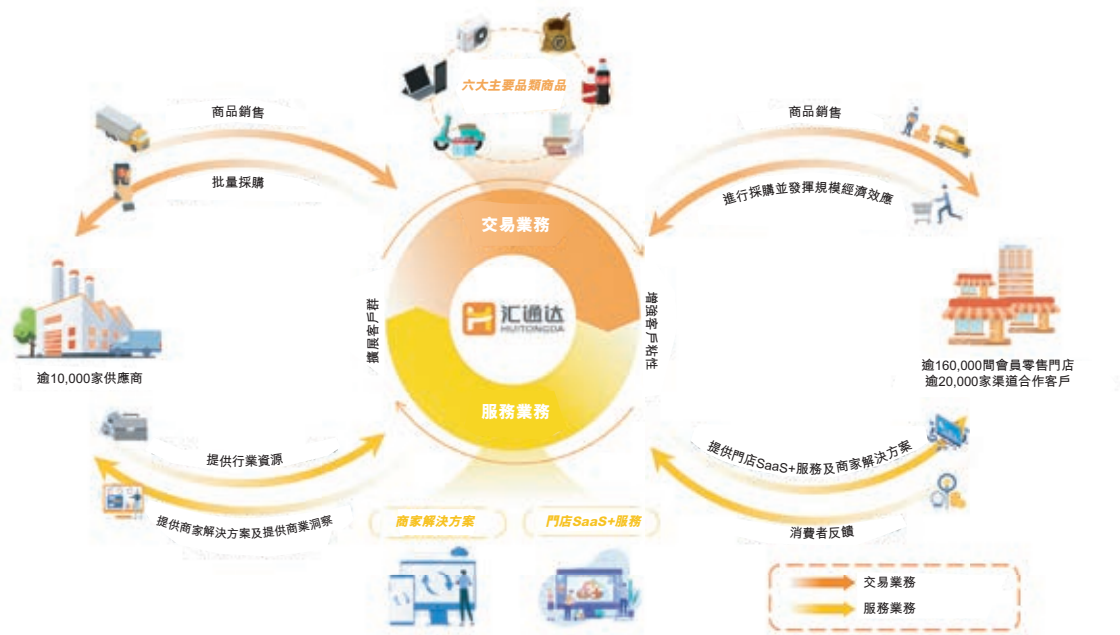 六大主要品類商品
商品銷售
批量採購
商品銷售
進行採購並發揮規模經濟效應
交易業務
擴展客戶群
汇通达
HUITONGDA
增強客戶粘性
服務業務
逾10,000家供應商
逾160,000間會員零售門店
逾20,000家渠道合作客戶
提供行業資源
提供商家解決方案及提供商業洞察
提供門店SaaS+服務及商家解決方案
消費者反饋
商家解決方案
門店SaaS+服務
交易業務
服務業務